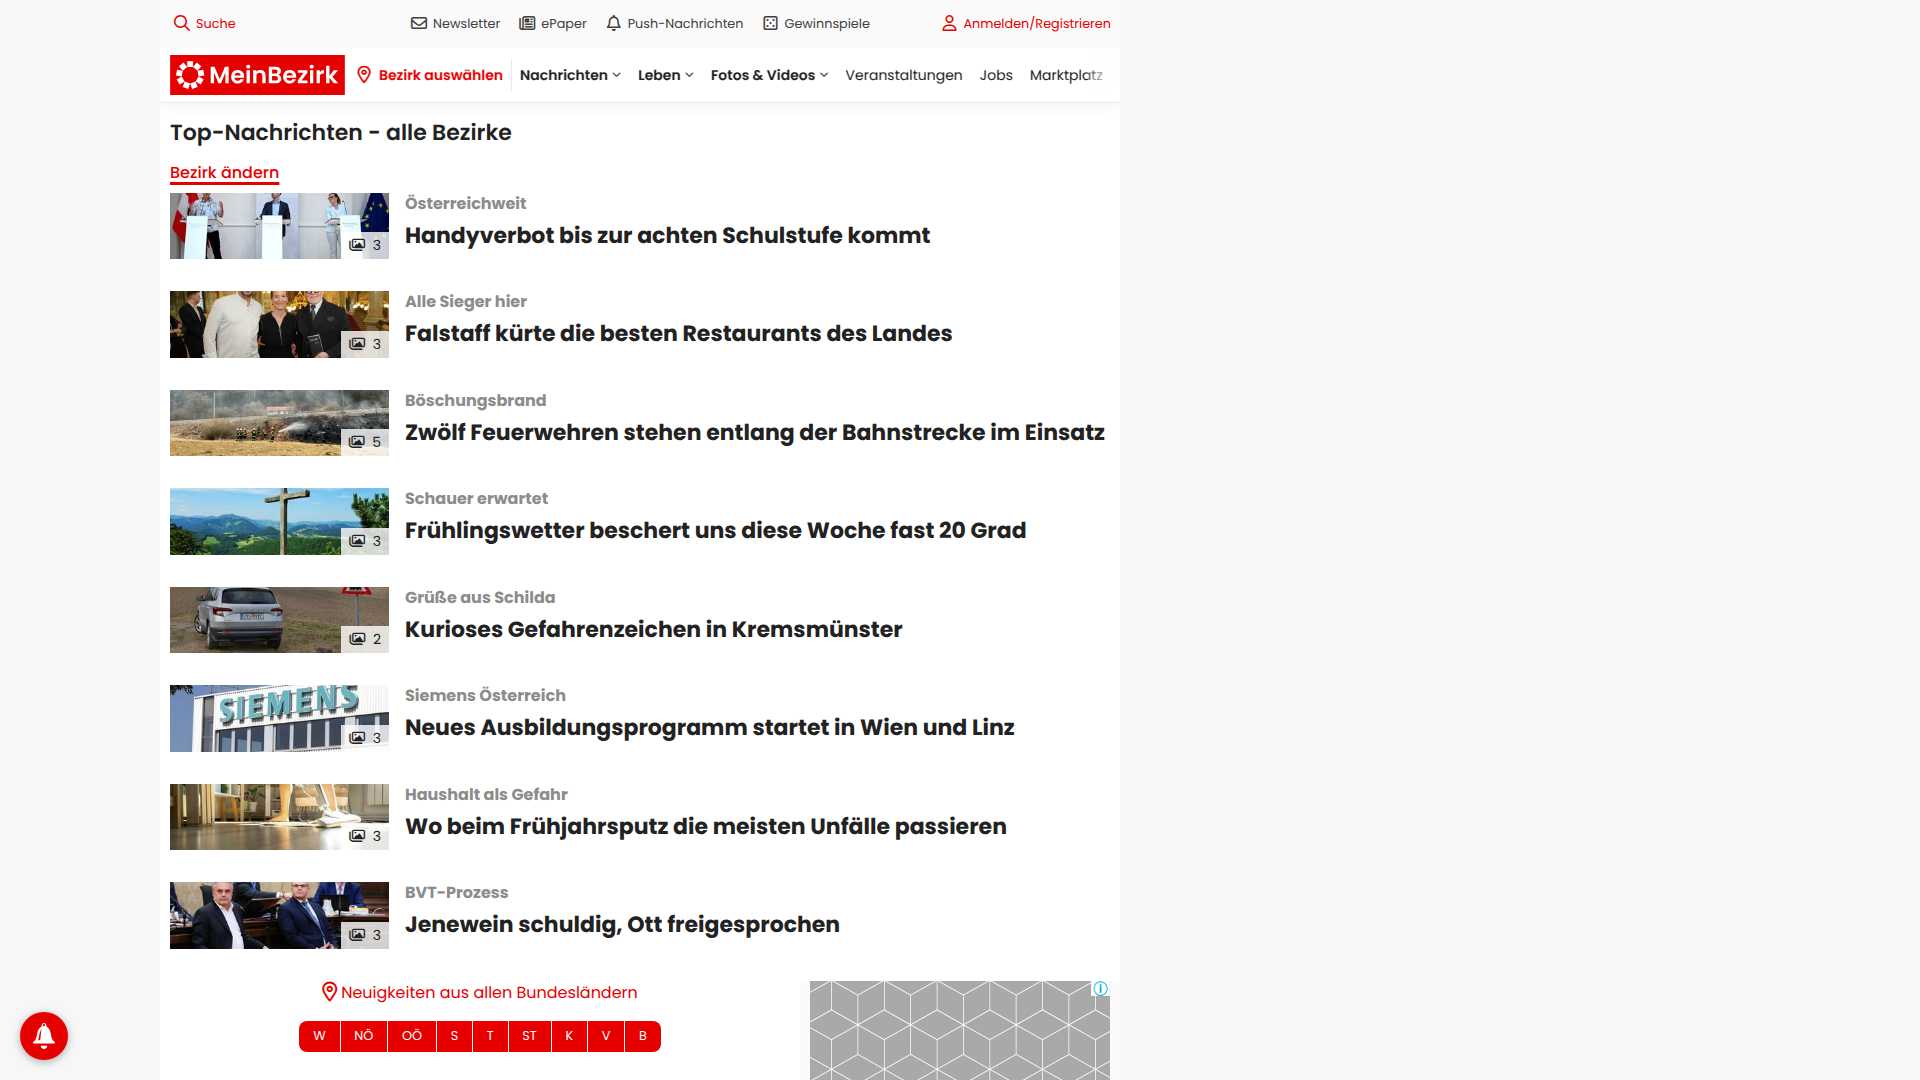 Suche
Newsletter
ePaper
Push-Nachrichten
Gewinnspiele
Anmelden/Registrieren
MeinBezirk
Bezirk auswählen
Nachrichten
Leben
Fotos & Videos
Veranstaltungen
Jobs
Marktplatz
Top-Nachrichten - alle Bezirke
Bezirk ändern
3
Österreichweit
Handyverbot bis zur achten Schulstufe kommt
3
Alle Sieger hier
Falstaff kürte die besten Restaurants des Landes
5
Böschungsbrand
Zwölf Feuerwehren stehen entlang der Bahnstrecke im Einsatz
3
Schauer erwartet
Frühlingswetter beschert uns diese Woche fast 20 Grad
2
Grüße aus Schilda
Kurioses Gefahrenzeichen in Kremsmünster
SIEMENS
3
Siemens Österreich
Neues Ausbildungsprogramm startet in Wien und Linz
3
Haushalt als Gefahr
Wo beim Frühjahrsputz die meisten Unfälle passieren
3
BVT-Prozess
Jenewein schuldig, Ott freigesprochen
Neuigkeiten aus allen Bundesländern
W NÖ OÖ S T ST K V B